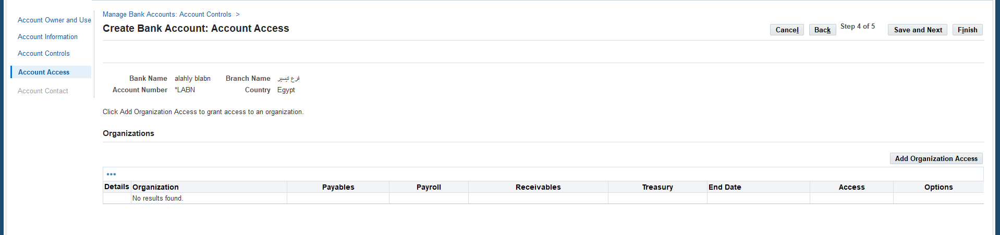 Account Owner and Use
Account Information
Account Controls
Account Access
Account Contact
Manage Bank Accounts: Account Controls >
Create Bank Account: Account Access
Cancel Back Step 4 of 5 Save and Next Finish
Bank Name alahly blabn Branch Name فرع تيسير
Account Number *LABN Country Egypt
Click Add Organization Access to grant access to an organization.
Organizations
Add Organization Access
Details Organization Payables Payroll Receivables Treasury End Date Access Options
No results found.